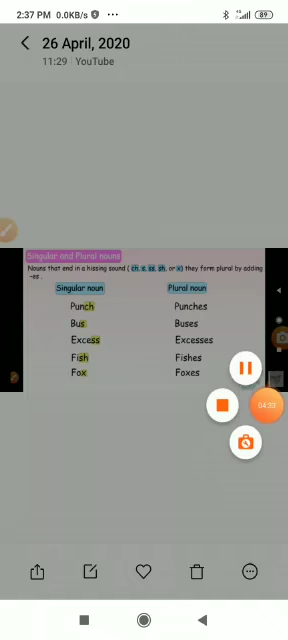 2:37 PM 0.0KB/s ··· 89
26 April, 2020
11:29 | YouTube
Singular and Plural nouns
Nouns that end in a hissing sound ( ch, s, ss, sh, or x) they form plural by adding
-es .
Singular noun Plural noun
Punch Punches
Bus Buses
Excess Excesses
Fish Fishes
Fox Foxes
04:33